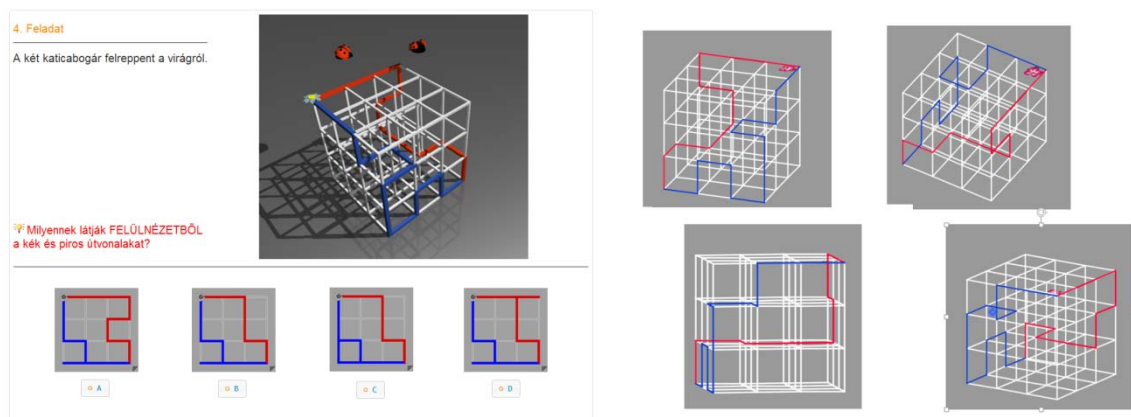 4. Feladat
A két katicabogár felreppent a virágról.
Milyennek látják FELÜLNÉZETBŐL
a kék és piros útvonalakat?
A
B
C
D